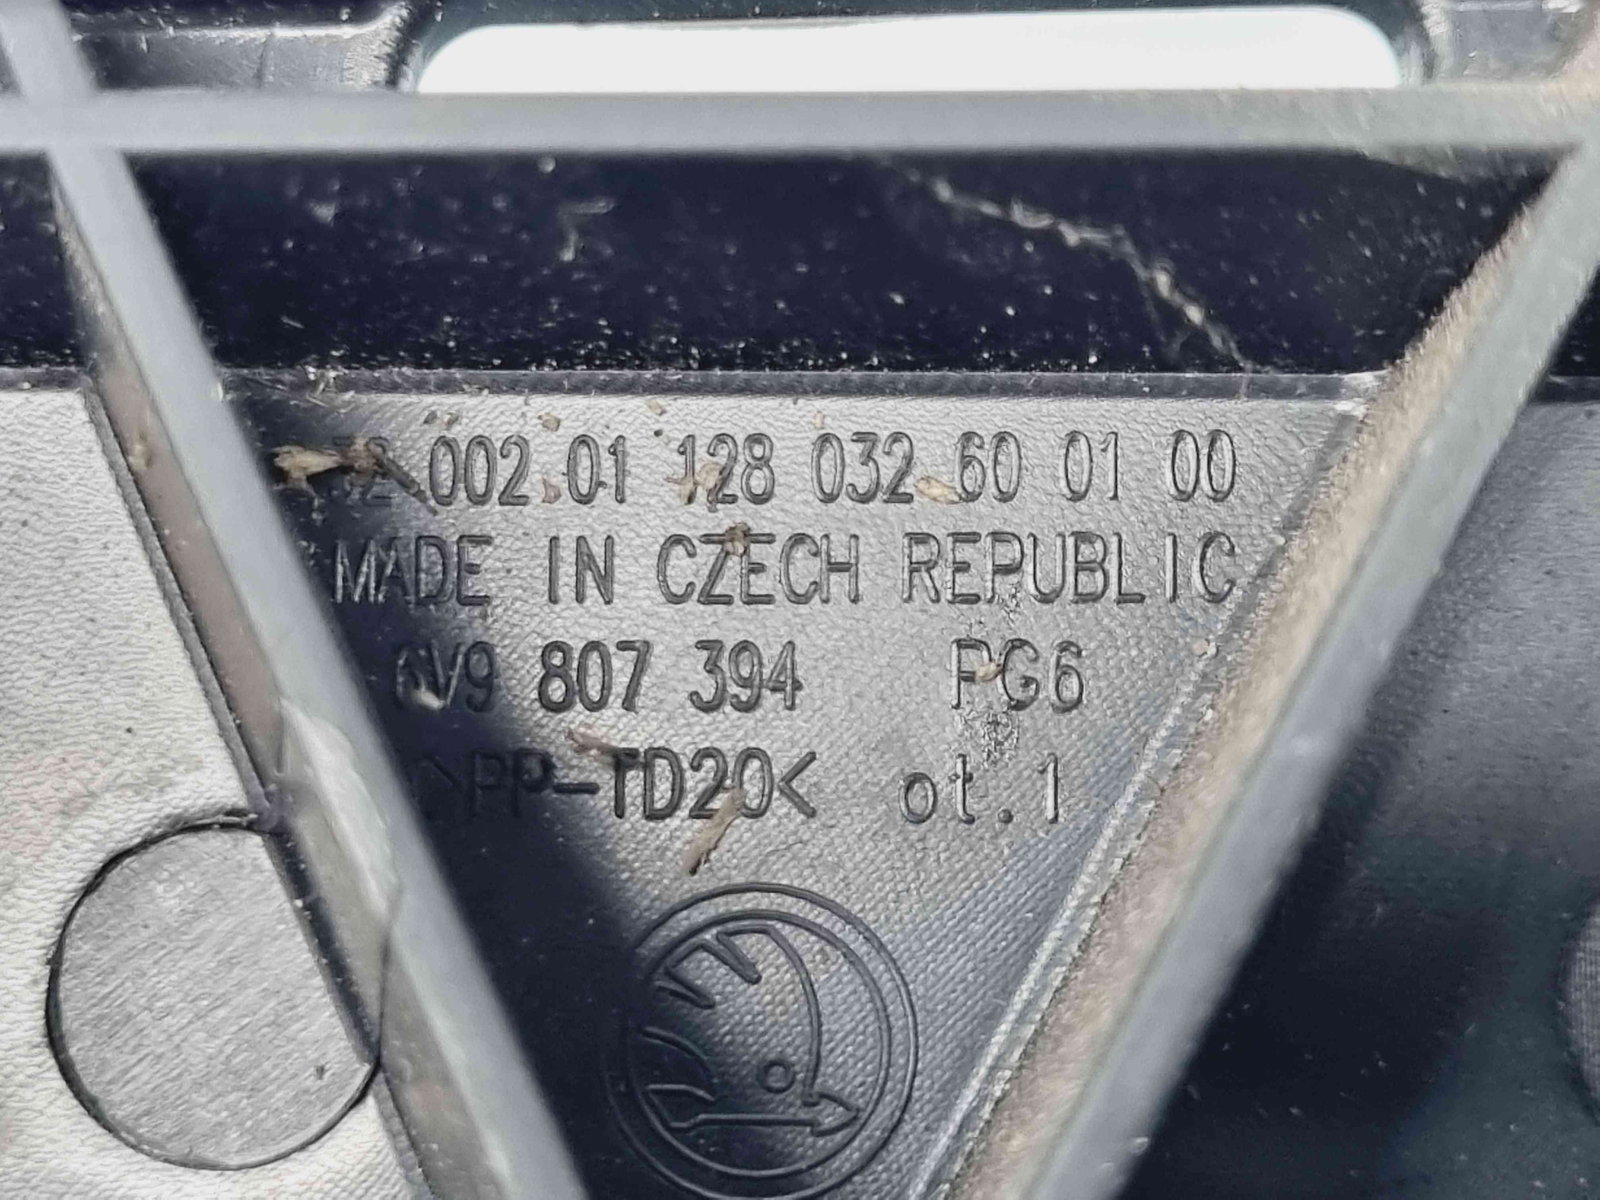 002 01 128 032 60 01 00
MADE IN CZECH REPUBLIC
6V9 807 394 PG6
>PP-TD20< ot.1